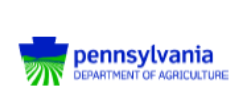 pennsylvania
DEPARTMENT OF AGRICULTURE